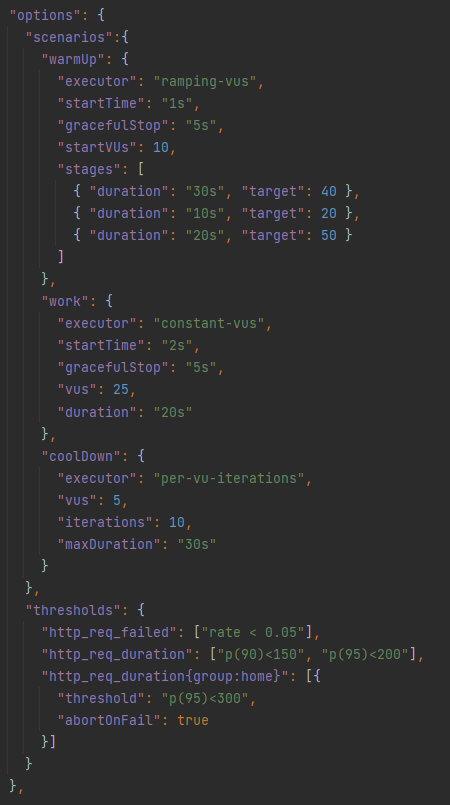 "options": {
"scenarios":{
"warmUp": {
"executor": "ramping-vus",
"startTime": "1s",
"gracefulStop": "5s",
"startVUs": 10,
"stages": [
{ "duration": "30s", "target": 40 },
{ "duration": "10s", "target": 20 },
{ "duration": "20s", "target": 50 }
]
},
"work": {
"executor": "constant-vus",
"startTime": "2s",
"gracefulStop": "5s",
"vus": 25,
"duration": "20s"
},
"coolDown": {
"executor": "per-vu-iterations",
"vus": 5,
"iterations": 10,
"maxDuration": "30s"
}
},
"thresholds": {
"http_req_failed": ["rate < 0.05"],
"http_req_duration": ["p(90)<150", "p(95)<200"],
"http_req_duration{group:home}": [{
"threshold": "p(95)<300",
"abortOnFail": true
}]
}
},